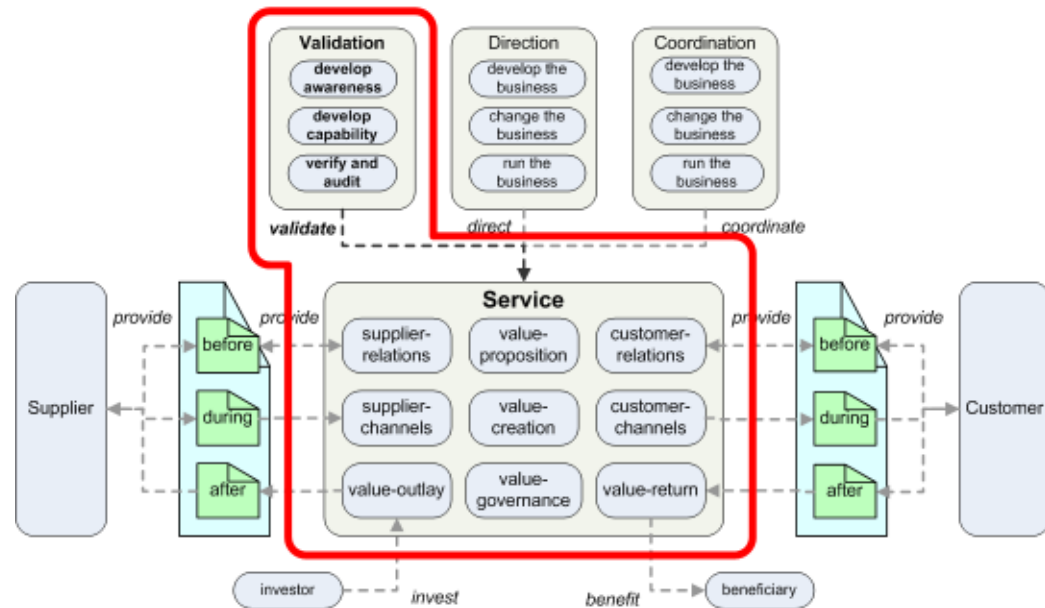 Validation
develop
awareness
develop
capability
verify and
audit
Direction
develop the
business
change the
business
run the
business
Coordination
develop the
business
change the
business
run the
business
validate
direct
coordinate
Supplier
provide
provide
before
during
after
Service
supplier-
relations
value-
proposition
customer-
relations
supplier-
channels
value-
creation
customer-
channels
value-outlay
value-
governance
value-return
provide
provide
before
during
after
Customer
investor
invest
benefit
beneficiary